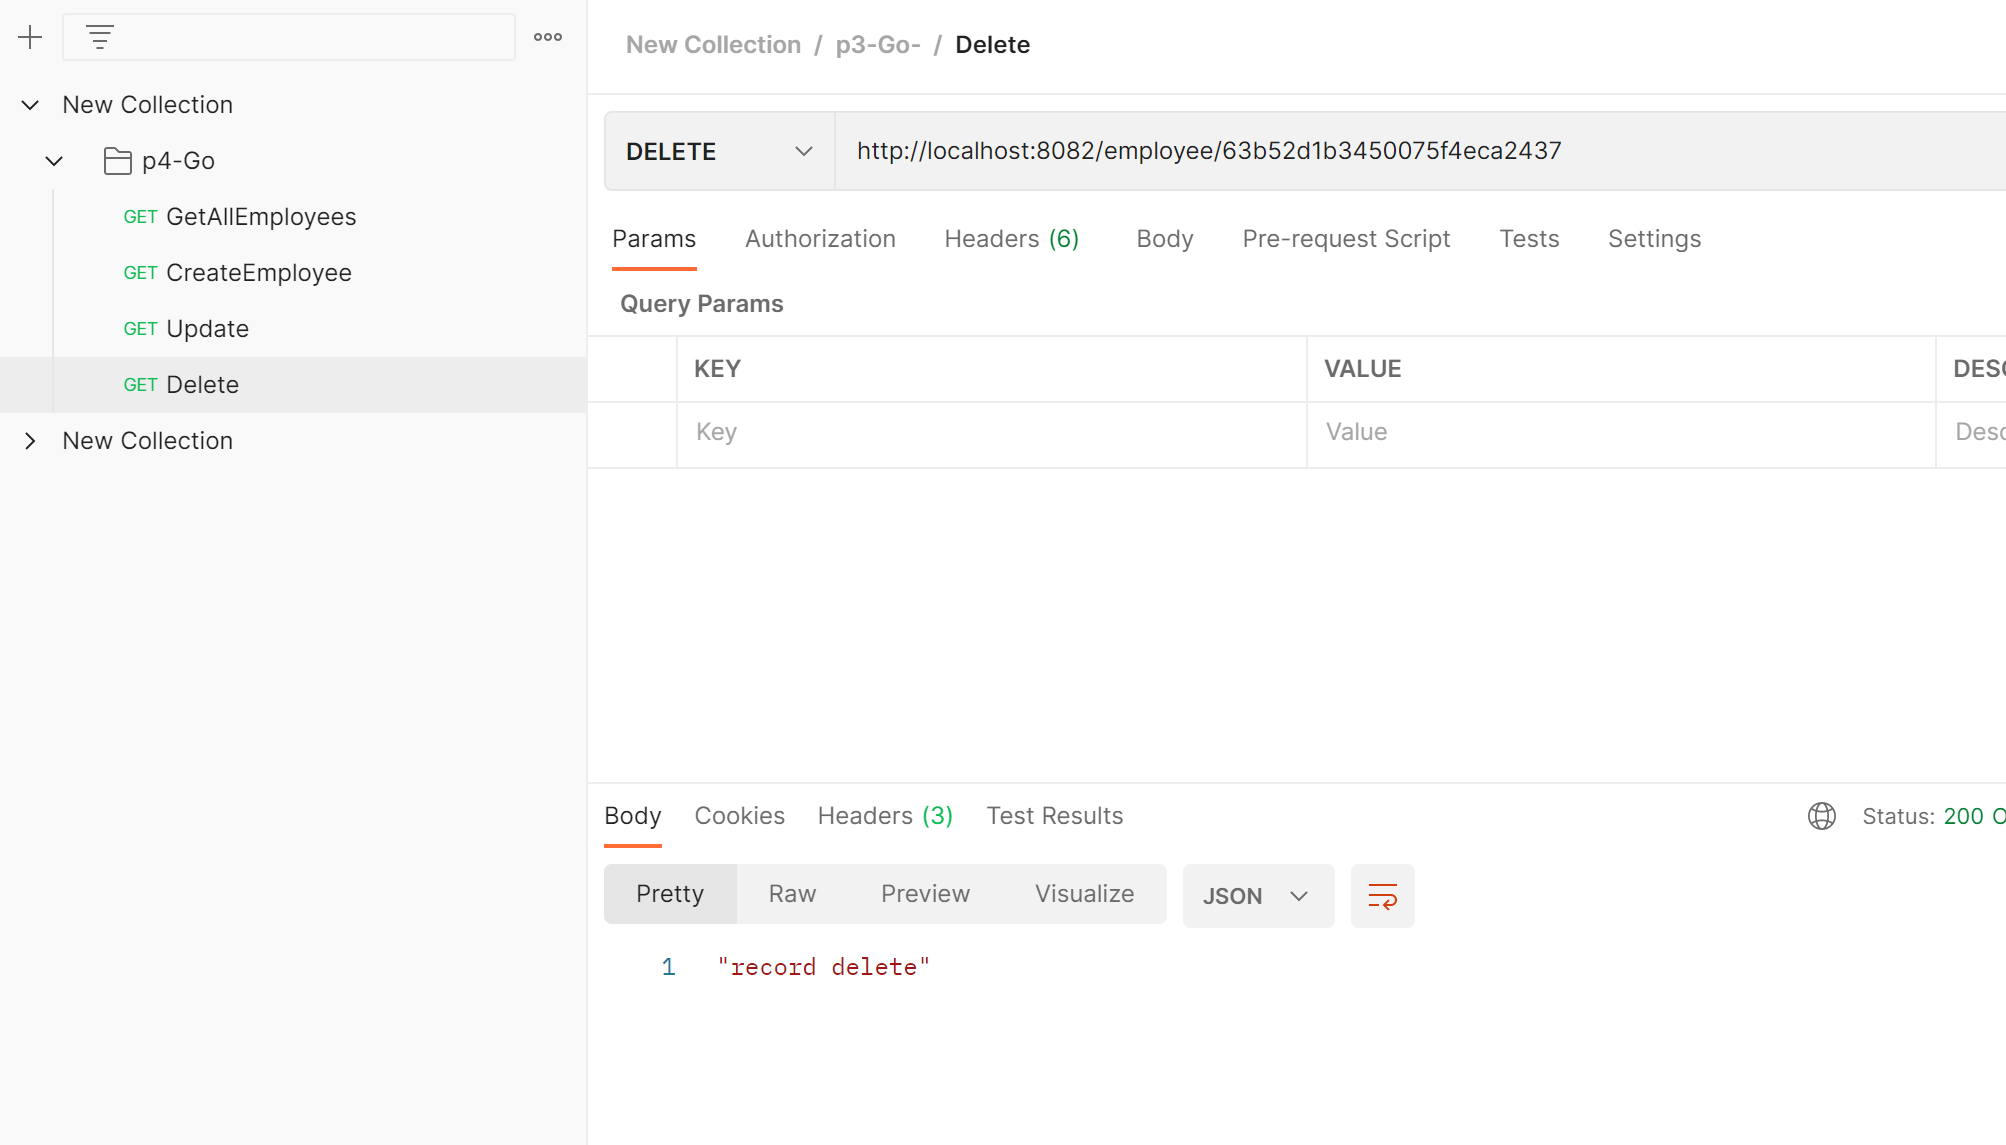 New Collection
p4-Go
GET GetAllEmployees
GET CreateEmployee
GET Update
GET Delete
New Collection
New Collection / p3-Go- / Delete
DELETE http://localhost:8082/employee/63b52d1b3450075f4eca2437
Params Authorization Headers (6) Body Pre-request Script Tests Settings
Query Params
KEY VALUE DESC
Key Value Desc
Body Cookies Headers (3) Test Results Status: 200 O
Pretty Raw Preview Visualize JSON
1 "record delete"